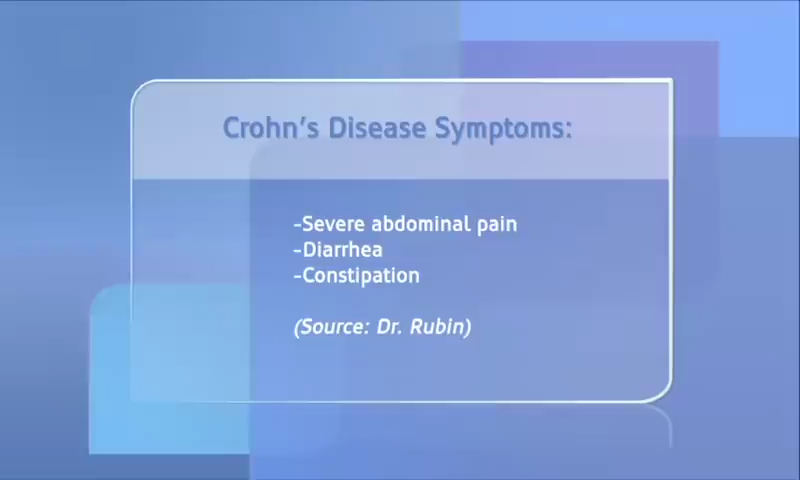 Crohn's Disease Symptoms:
-Severe abdominal pain
-Diarrhea
-Constipation
(Source: Dr. Rubin)